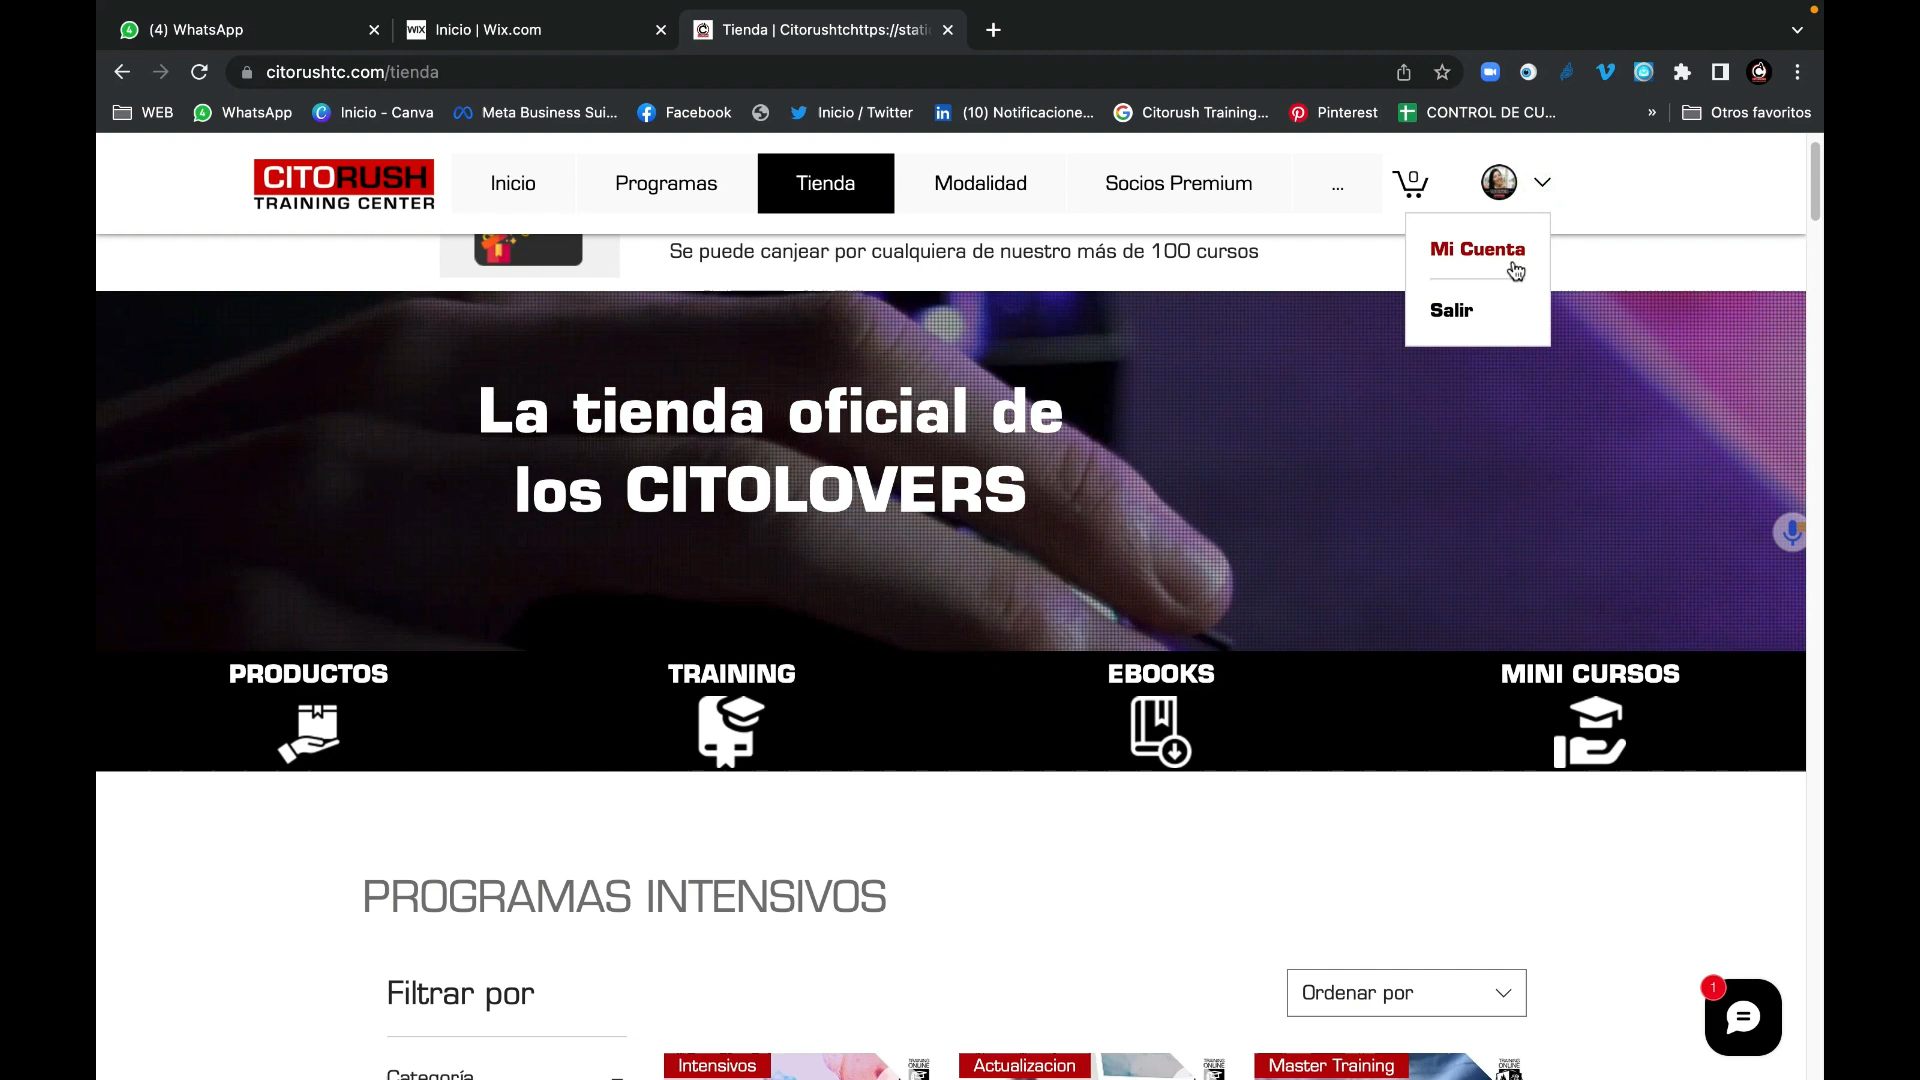 (4) WhatsApp
Inicio | Wix.com
Tienda | Citorushtchttps://stati
citorushtc.com/tienda
WEB
WhatsApp
Inicio - Canva
Meta Business Sui...
Facebook
Inicio / Twitter
(10) Notificacione...
Citorush Training...
Pinterest
CONTROL DE CU...
»
Otros favoritos
CITORUSH
TRAINING CENTER
Inicio
Programas
Tienda
Modalidad
Socios Premium
...
0
Mi Cuenta
Salir
Se puede canjear por cualquiera de nuestro más de 100 cursos
La tienda oficial de
los CITOLOVERS
PRODUCTOS
TRAINING
EBOOKS
MINI CURSOS
PROGRAMAS INTENSIVOS
Filtrar por
Ordenar por
1
Categoría
Intensivos
Actualizacion
Master Training